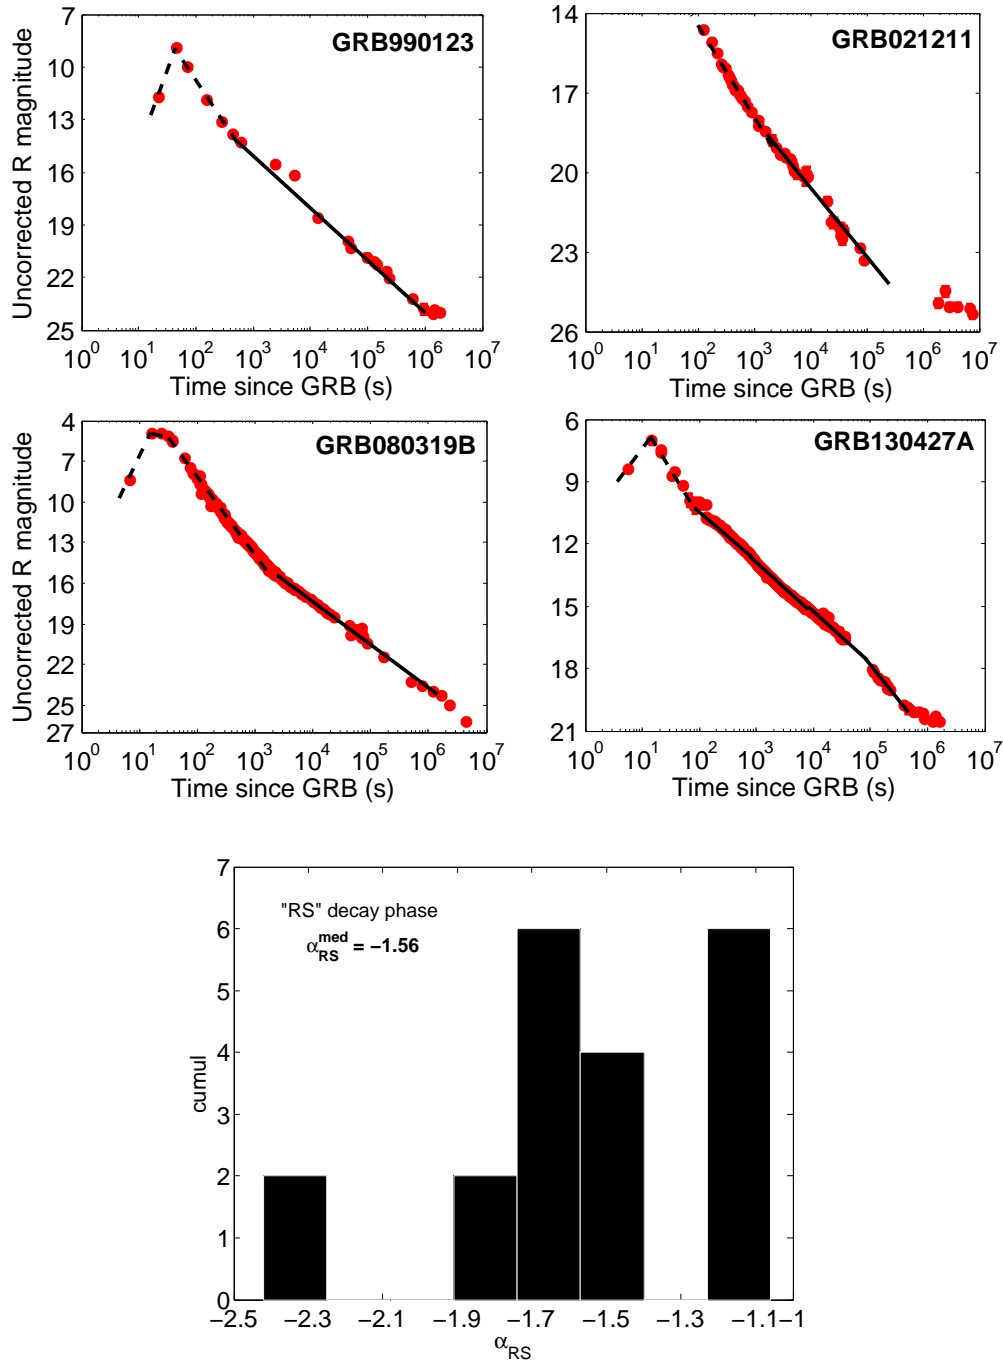 GRB990123
Uncorrected R magnitude
7
10
13
16
19
22
25
10^0 10^1 10^2 10^3 10^4 10^5 10^6 10^7
Time since GRB (s)
GRB021211
14
17
20
23
26
10^0 10^1 10^2 10^3 10^4 10^5 10^6 10^7
Time since GRB (s)
GRB080319B
Uncorrected R magnitude
4
7
10
13
16
19
22
25
27
10^0 10^1 10^2 10^3 10^4 10^5 10^6 10^7
Time since GRB (s)
GRB130427A
6
9
12
15
18
21
10^0 10^1 10^2 10^3 10^4 10^5 10^6 10^7
Time since GRB (s)
"RS" decay phase
α_RS^med = −1.56
cumul
7
6
5
4
3
2
1
0
−2.5 −2.3 −2.1 −1.9 −1.7 −1.5 −1.3 −1.1 −1
α_RS